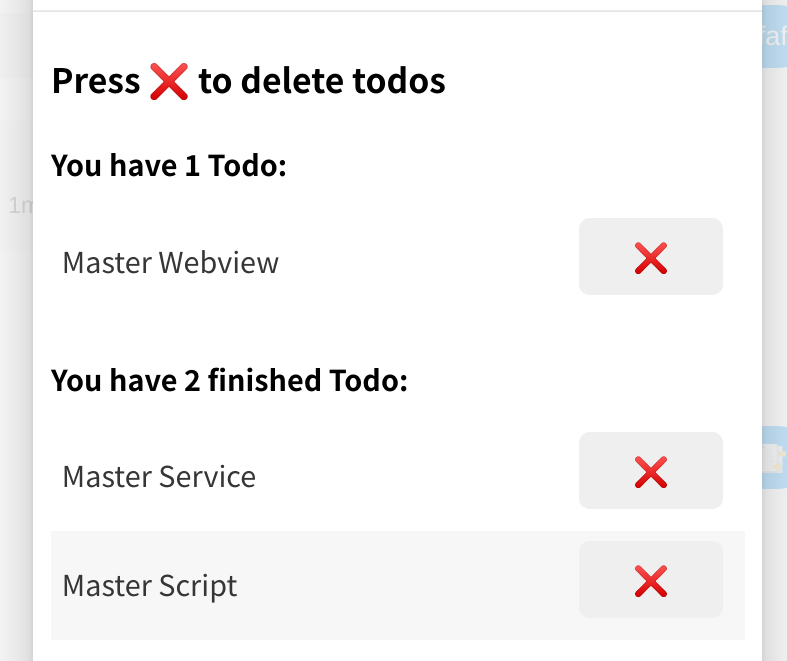 Press ❌ to delete todos
You have 1 Todo:
Master Webview ❌
You have 2 finished Todo:
Master Service ❌
Master Script ❌